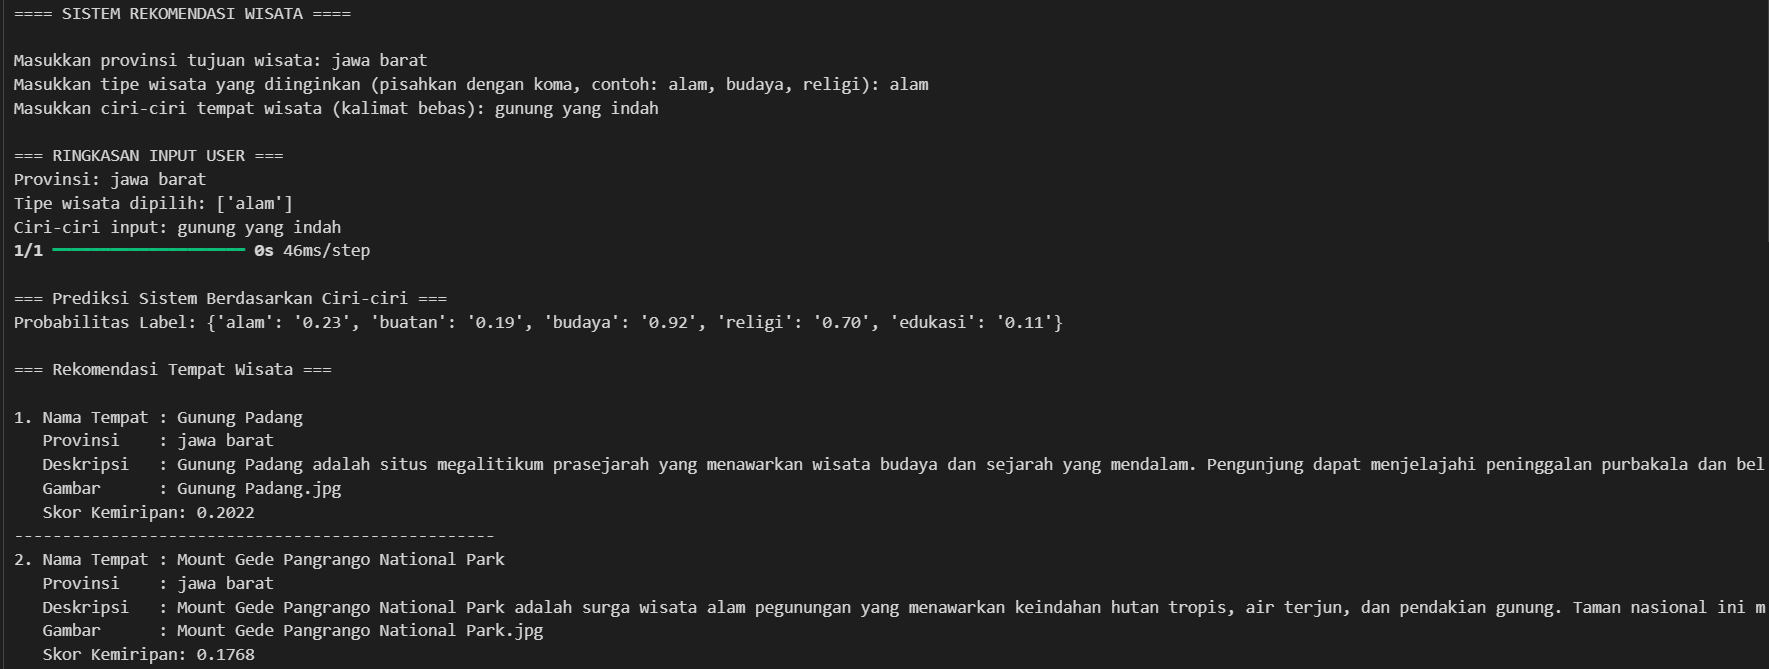 ==== SISTEM REKOMENDASI WISATA ====
Masukkan provinsi tujuan wisata: jawa barat
Masukkan tipe wisata yang diinginkan (pisahkan dengan koma, contoh: alam, budaya, religi): alam
Masukkan ciri-ciri tempat wisata (kalimat bebas): gunung yang indah
=== RINGKASAN INPUT USER ===
Provinsi: jawa barat
Tipe wisata dipilih: ['alam']
Ciri-ciri input: gunung yang indah
1/1 ━━━━━━━━━━━━━━━━━━━━ 0s 46ms/step
=== Prediksi Sistem Berdasarkan Ciri-ciri ===
Probabilitas Label: {'alam': '0.23', 'buatan': '0.19', 'budaya': '0.92', 'religi': '0.70', 'edukasi': '0.11'}
=== Rekomendasi Tempat Wisata ===
1. Nama Tempat : Gunung Padang
   Provinsi    : jawa barat
   Deskripsi   : Gunung Padang adalah situs megalitikum prasejarah yang menawarkan wisata budaya dan sejarah yang mendalam. Pengunjung dapat menjelajahi peninggalan purbakala dan bel
   Gambar      : Gunung Padang.jpg
   Skor Kemiripan: 0.2022
--------------------------------------------------
2. Nama Tempat : Mount Gede Pangrango National Park
   Provinsi    : jawa barat
   Deskripsi   : Mount Gede Pangrango National Park adalah surga wisata alam pegunungan yang menawarkan keindahan hutan tropis, air terjun, dan pendakian gunung. Taman nasional ini m
   Gambar      : Mount Gede Pangrango National Park.jpg
   Skor Kemiripan: 0.1768